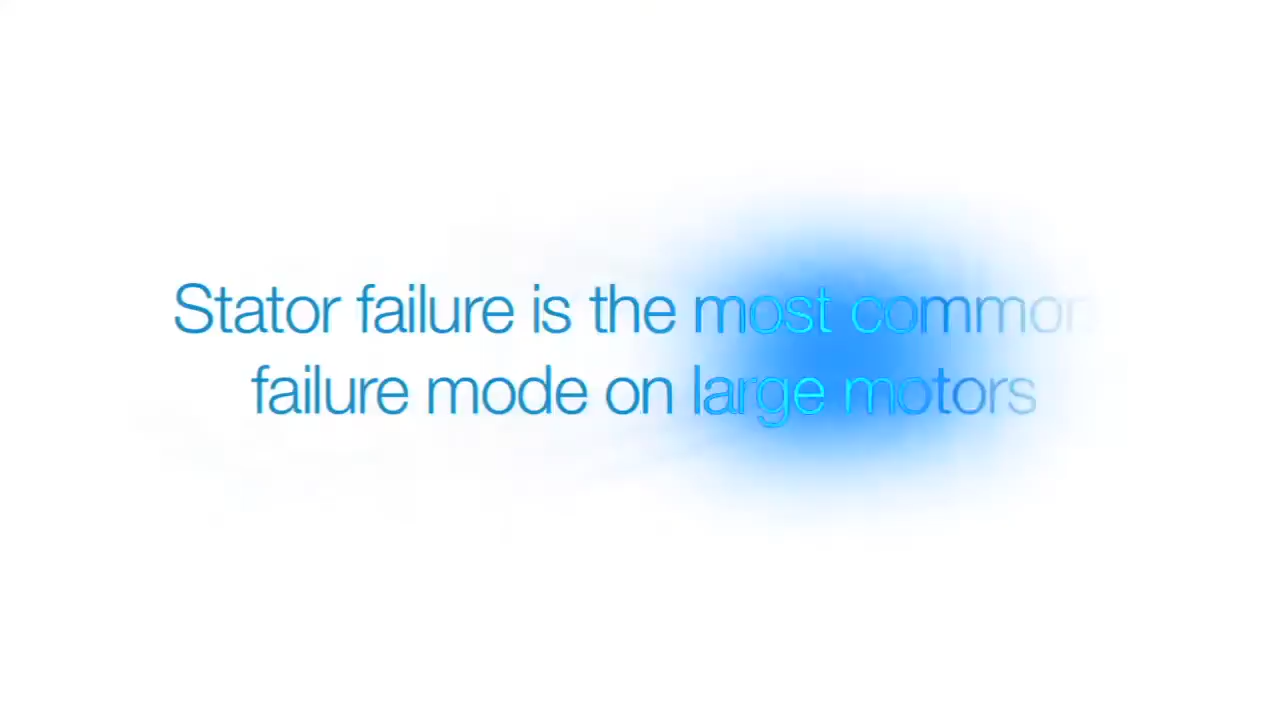 Stator failure is the most common
failure mode on large motors